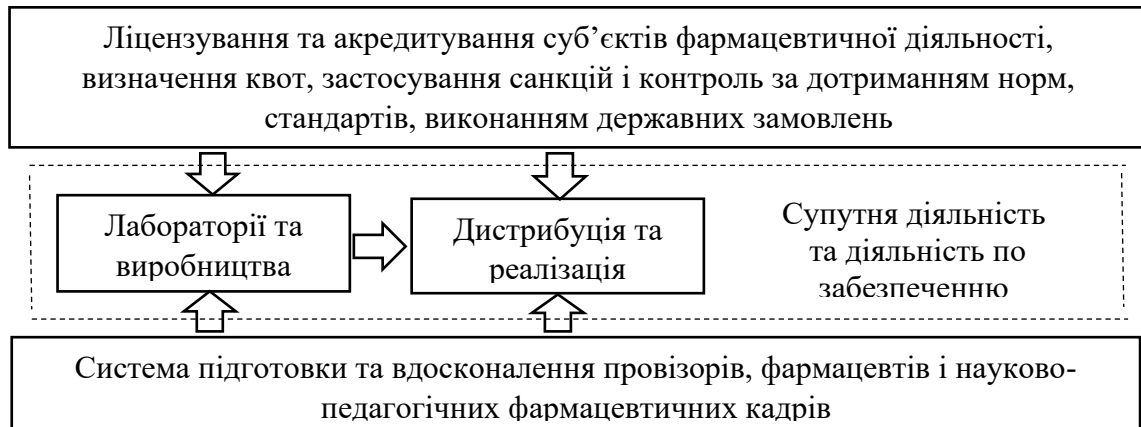 Ліцензування та акредитування суб’єктів фармацевтичної діяльності,
визначення квот, застосування санкцій і контроль за дотриманням норм,
стандартів, виконанням державних замовлень
Лабораторії та
виробництва
Дистрибуція та
реалізація
Супутня діяльність
та діяльність по
забезпеченню
Система підготовки та вдосконалення провізорів, фармацевтів і науково-
педагогічних фармацевтичних кадрів